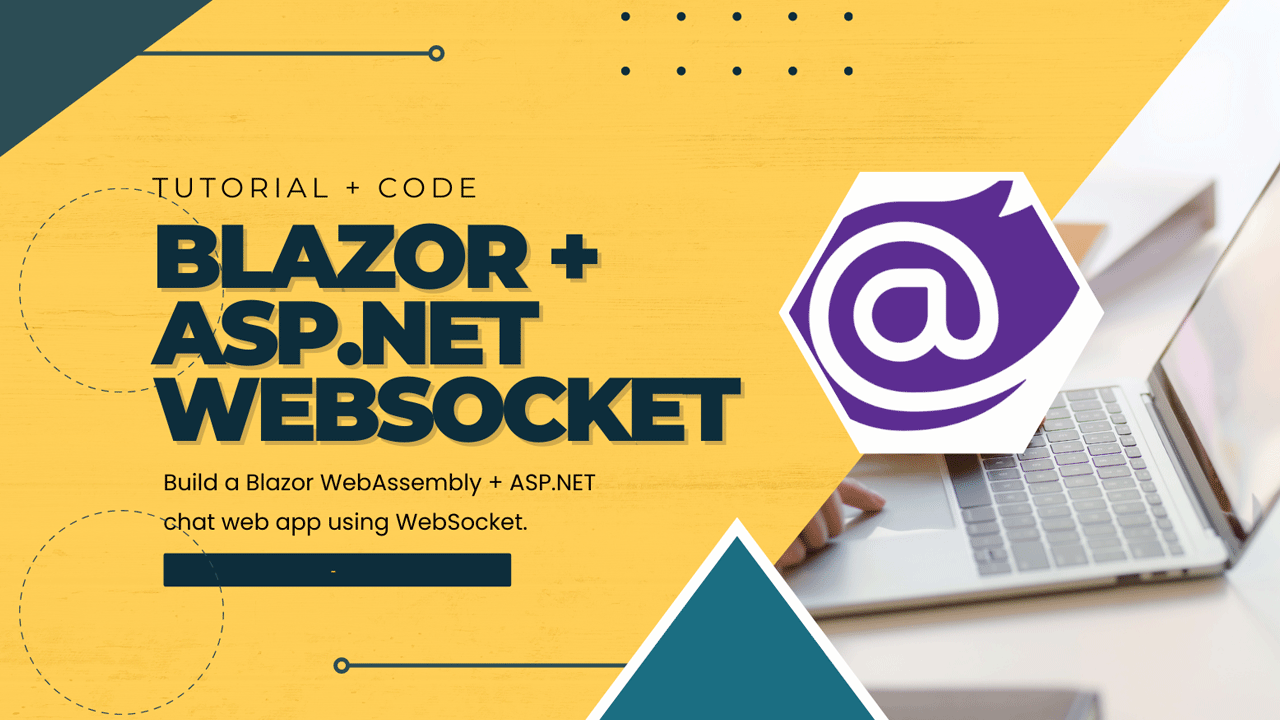 TUTORIAL + CODE
BLAZOR +
ASP.NET
WEBSOCKET
Build a Blazor WebAssembly + ASP.NET
chat web app using WebSocket.
-
@